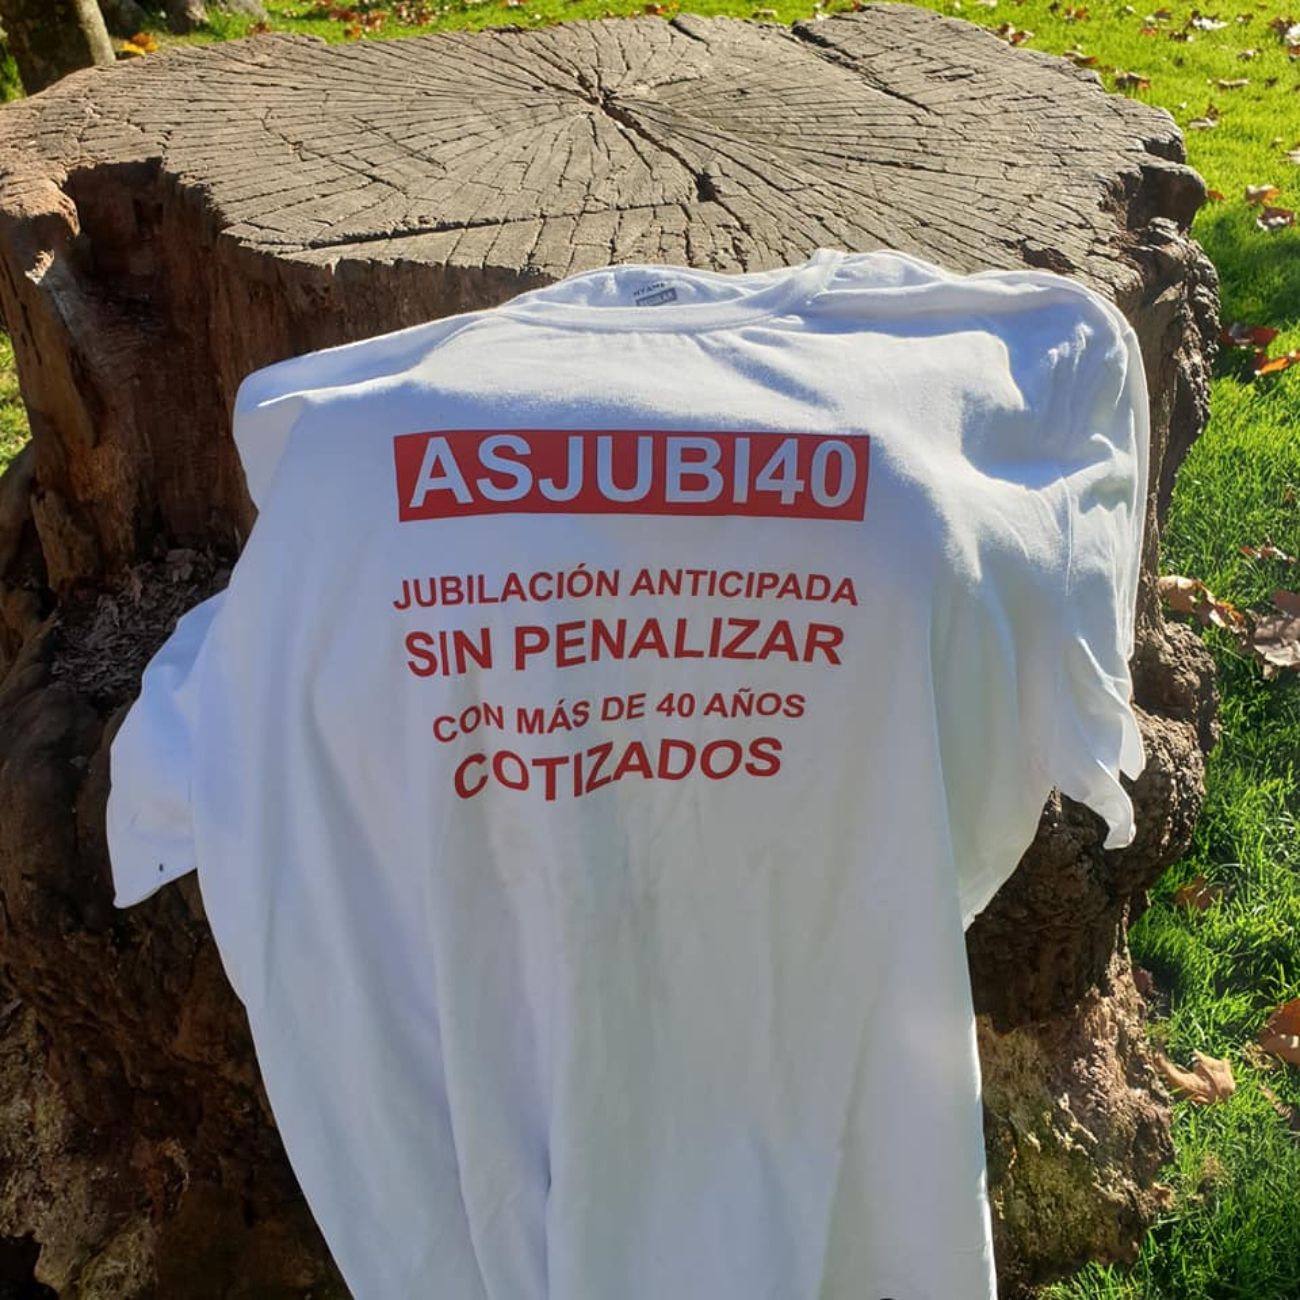 ASJUBI40
JUBILACIÓN ANTICIPADA
SIN PENALIZAR
CON MÁS DE 40 AÑOS
COTIZADOS